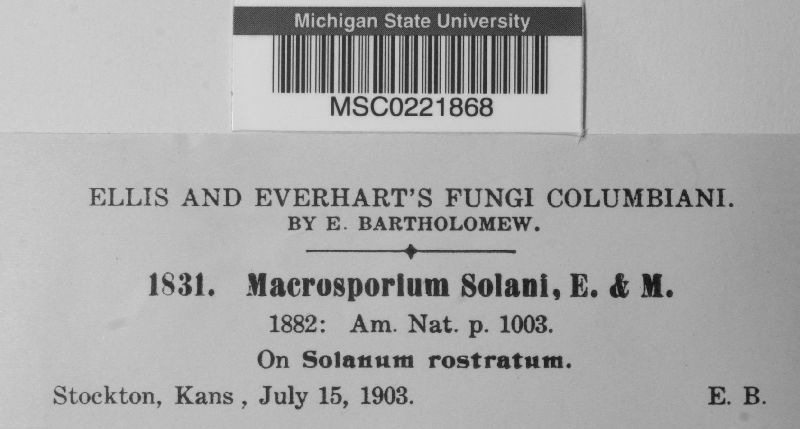 Michigan State University
MSC0221868
ELLIS AND EVERHART'S FUNGI COLUMBIANI.
BY E. BARTHOLOMEW.
1831. Macrosporium Solani, E. & M.
1882: Am. Nat. p. 1003.
On Solanum rostratum.
Stockton, Kans, July 15, 1903. E. B.